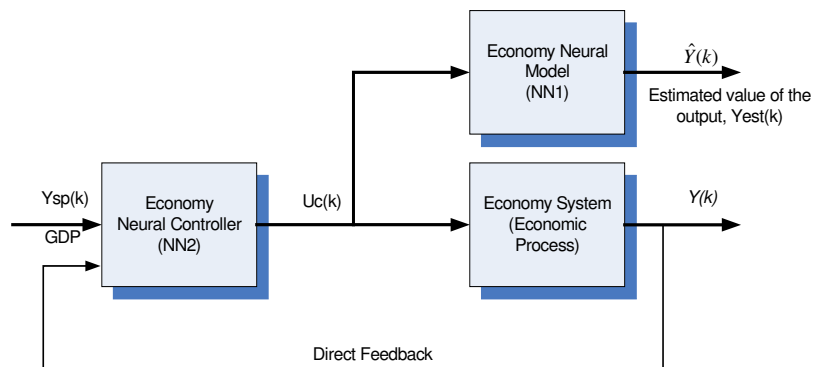 Economy Neural
Model
(NN1)
Ŷ(k)
Estimated value of the
output, Yest(k)
Ysp(k)
GDP
Economy
Neural Controller
(NN2)
Uc(k)
Economy System
(Economic
Process)
Y(k)
Direct Feedback